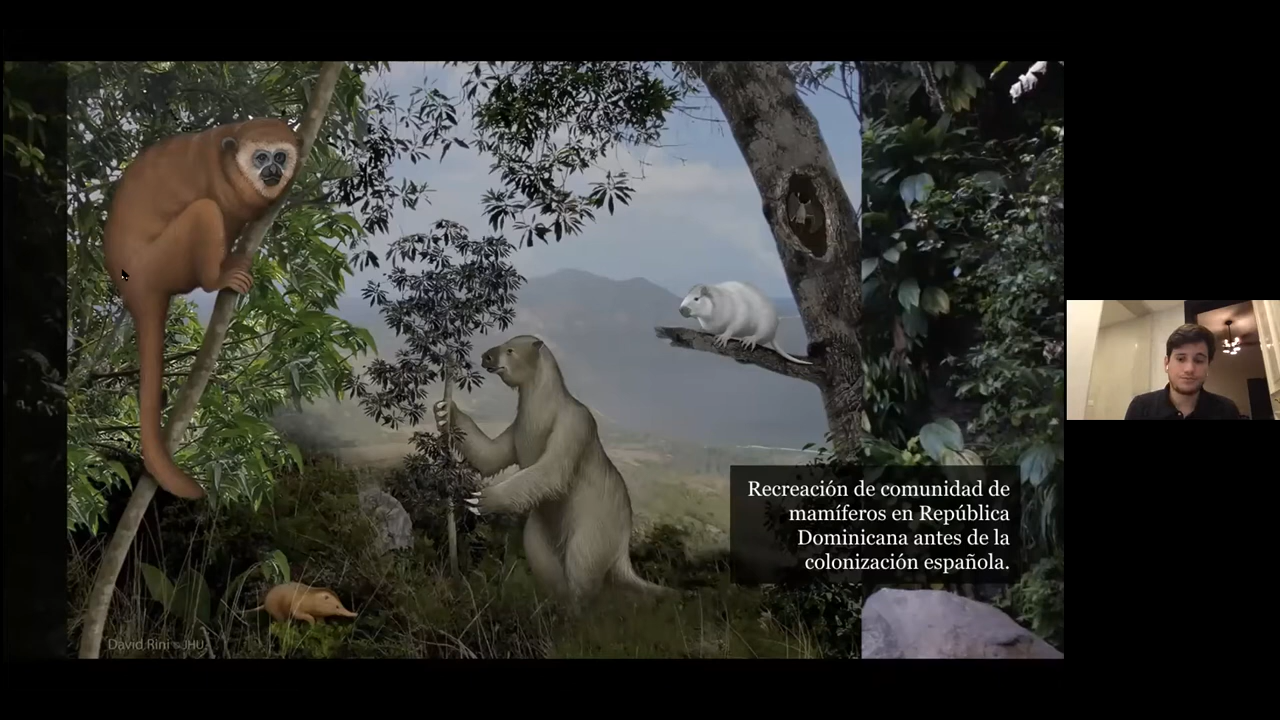 Recreación de comunidad de
mamíferos en República
Dominicana antes de la
colonización española.
David Rini © JHU